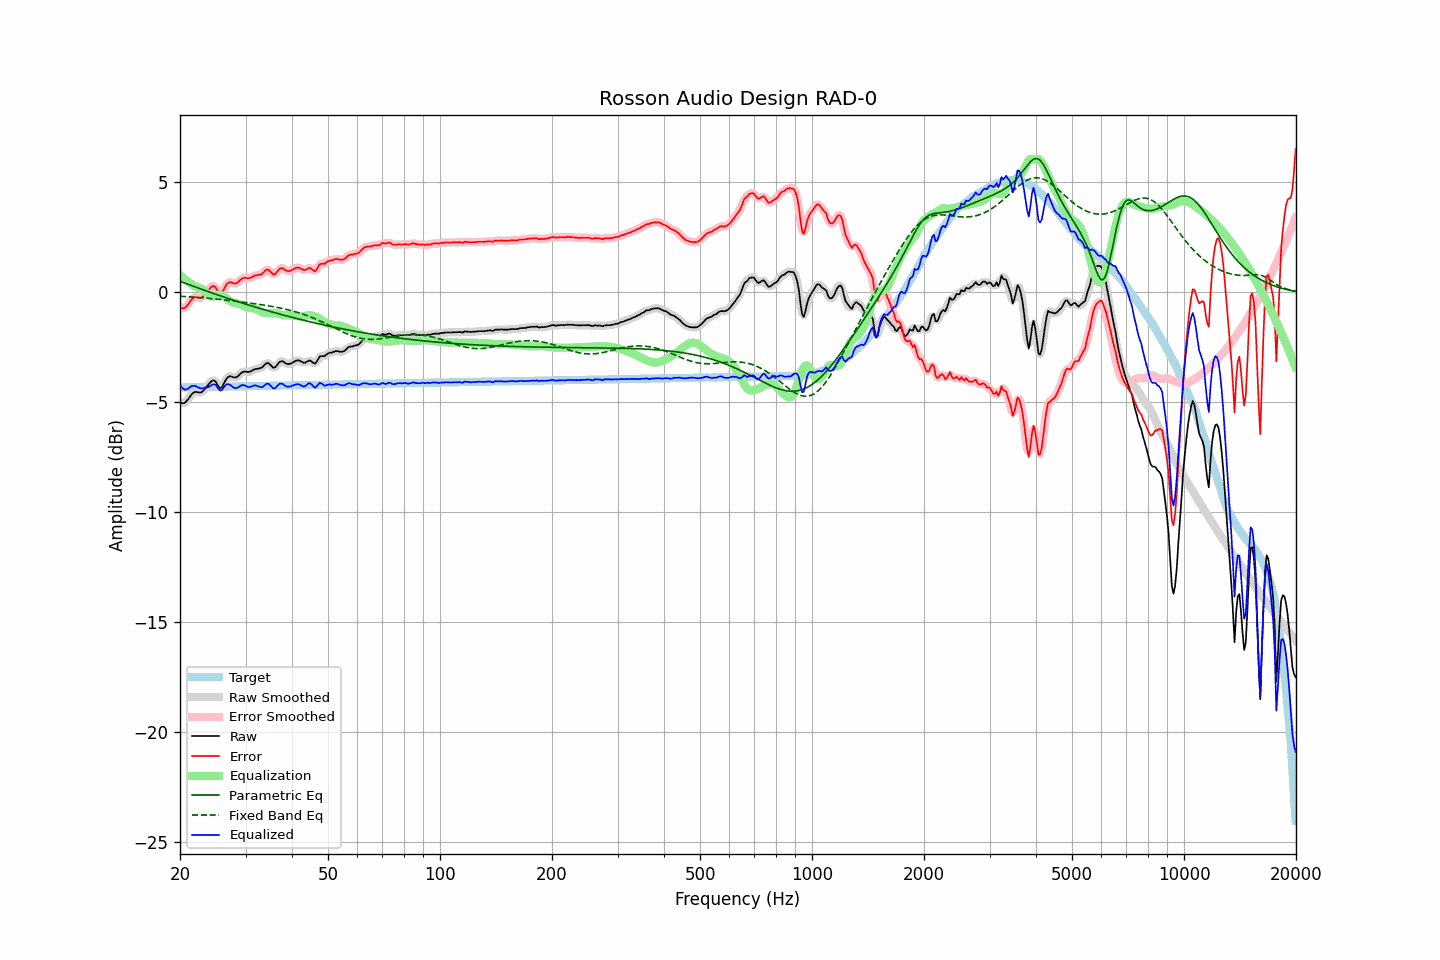 Rosson Audio Design RAD-0
Amplitude (dBr)
5
0
−5
−10
−15
−20
−25
Target
Raw Smoothed
Error Smoothed
Raw
Error
Equalization
Parametric Eq
Fixed Band Eq
Equalized
20 50 100 200 500 1000 2000 5000 10000 20000
Frequency (Hz)